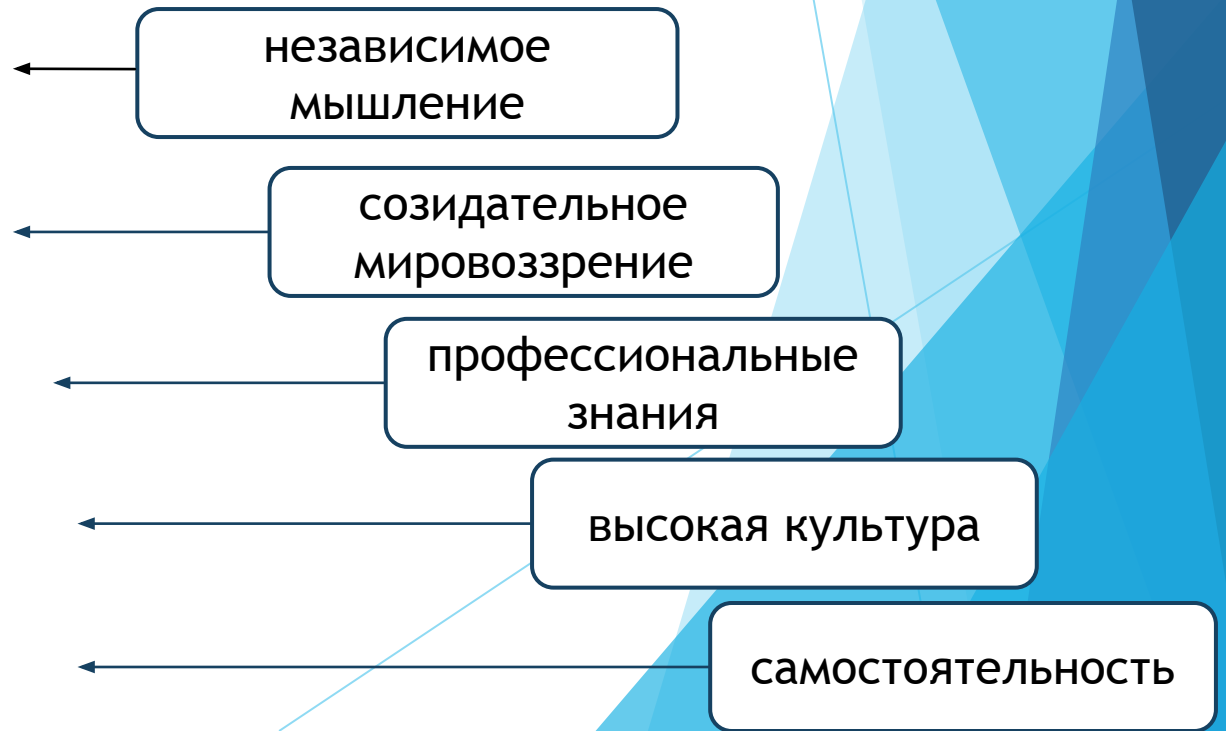 независимое
мышление
созидательное
мировоззрение
профессиональные
знания
высокая культура
самостоятельность